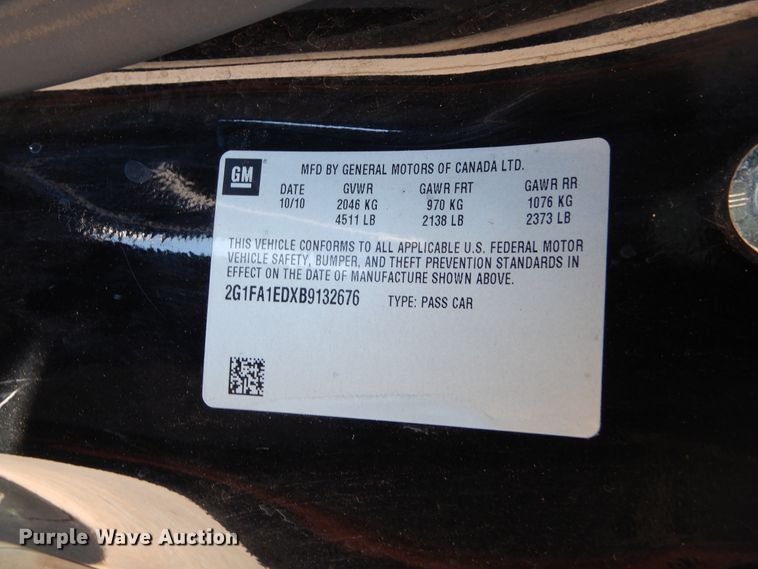 GM
MFD BY GENERAL MOTORS OF CANADA LTD.
DATE GVWR GAWR FRT GAWR RR
10/10 2046 KG 970 KG 1076 KG
4511 LB 2138 LB 2373 LB
THIS VEHICLE CONFORMS TO ALL APPLICABLE U.S. FEDERAL MOTOR
VEHICLE SAFETY, BUMPER, AND THEFT PREVENTION STANDARDS IN
EFFECT ON THE DATE OF MANUFACTURE SHOWN ABOVE.
2G1FA1EDXB9132676 TYPE: PASS CAR
Purple Wave Auction